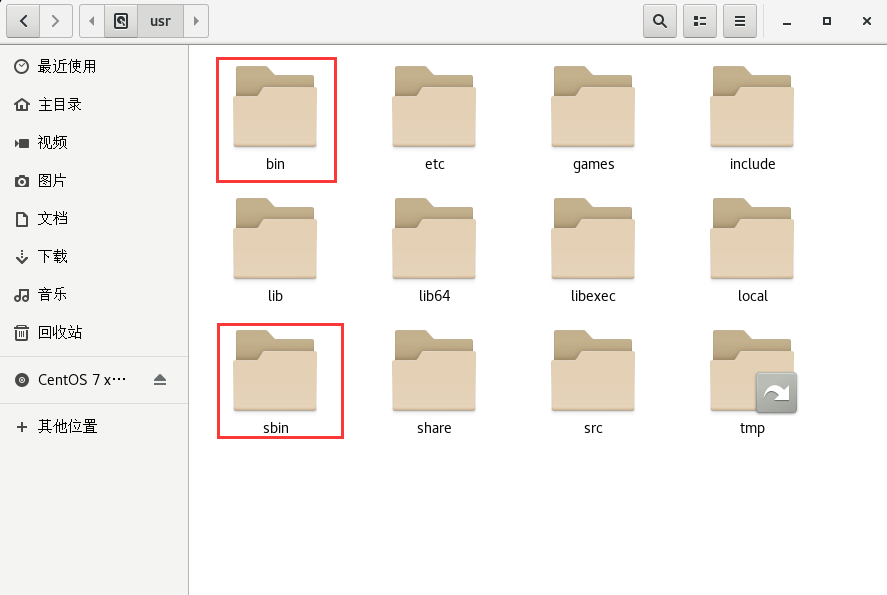 usr
最近使用
主目录
视频
图片
文档
下载
音乐
回收站
CentOS 7 x···
其他位置
bin
etc
games
include
lib
lib64
libexec
local
sbin
share
src
tmp